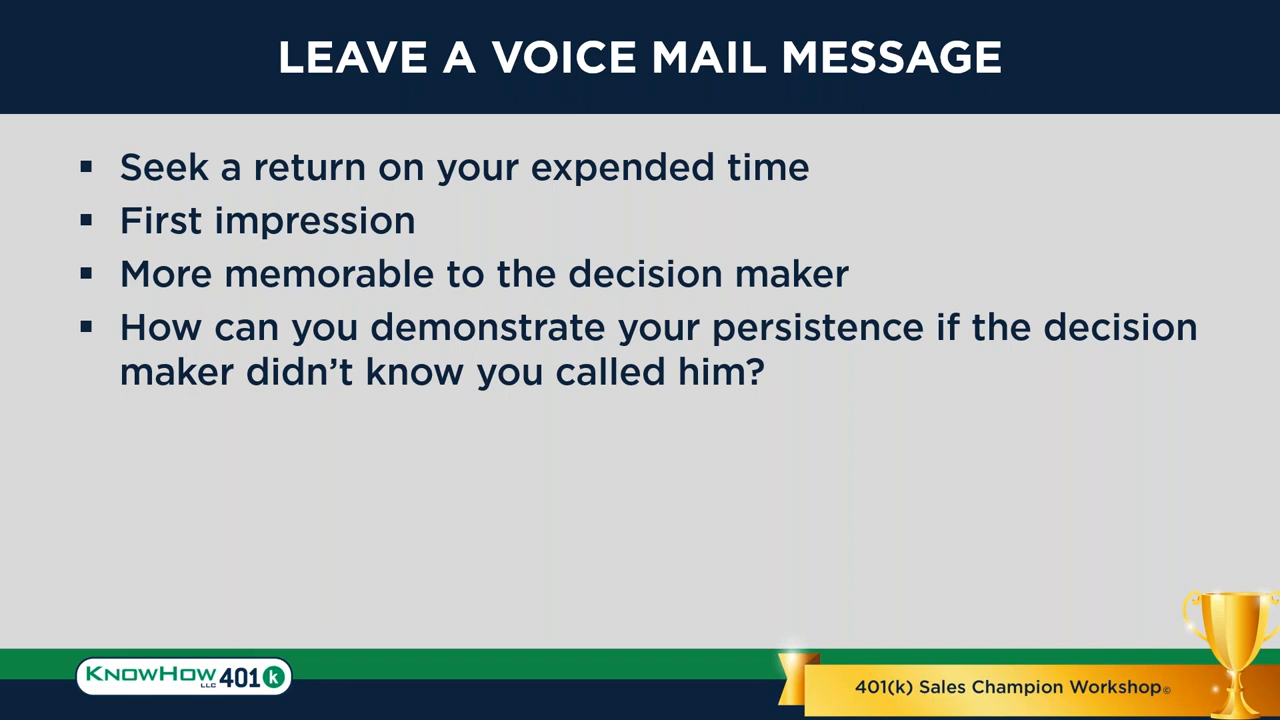 LEAVE A VOICE MAIL MESSAGE
▪ Seek a return on your expended time
▪ First impression
▪ More memorable to the decision maker
▪ How can you demonstrate your persistence if the decision
maker didn’t know you called him?
KNOWHOW LLC 401 k
401(k) Sales Champion Workshop©